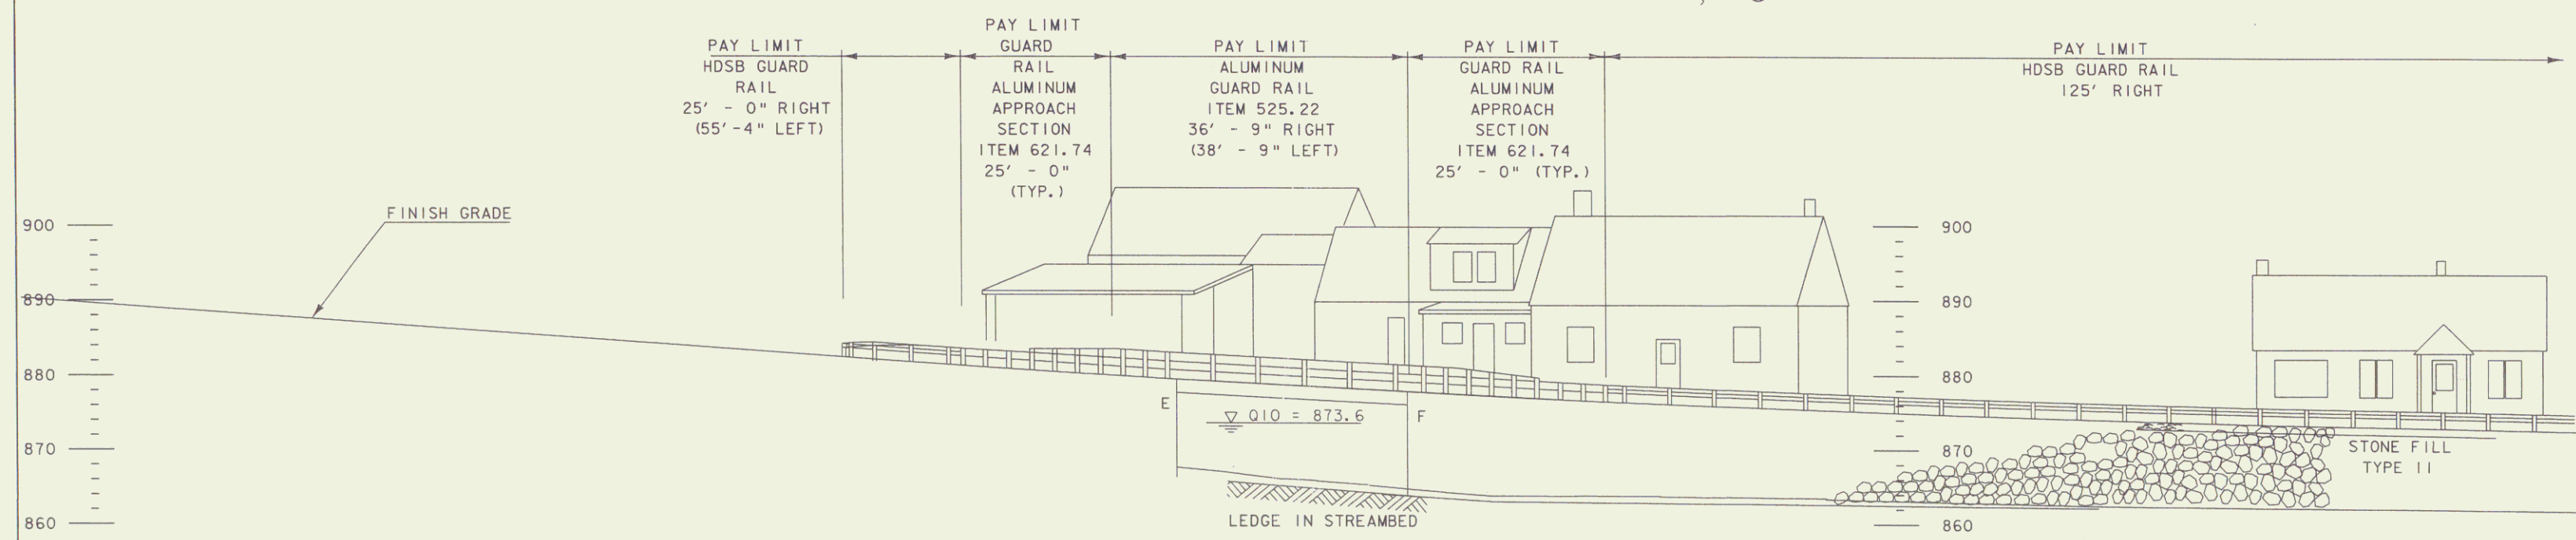 PAY LIMIT
HDSB GUARD
RAIL
25' - 0" RIGHT
(55'-4" LEFT)
PAY LIMIT
GUARD
RAIL
ALUMINUM
APPROACH
SECTION
ITEM 621.74
25' - 0"
(TYP.)
PAY LIMIT
ALUMINUM
GUARD RAIL
ITEM 525.22
36' - 9" RIGHT
(38' - 9" LEFT)
PAY LIMIT
GUARD RAIL
ALUMINUM
APPROACH
SECTION
ITEM 621.74
25' - 0" (TYP.)
PAY LIMIT
HDSB GUARD RAIL
125' RIGHT
FINISH GRADE
900
890
880
870
860
E
Q10 = 873.6
F
LEDGE IN STREAMBED
900
890
880
870
860
STONE FILL
TYPE II